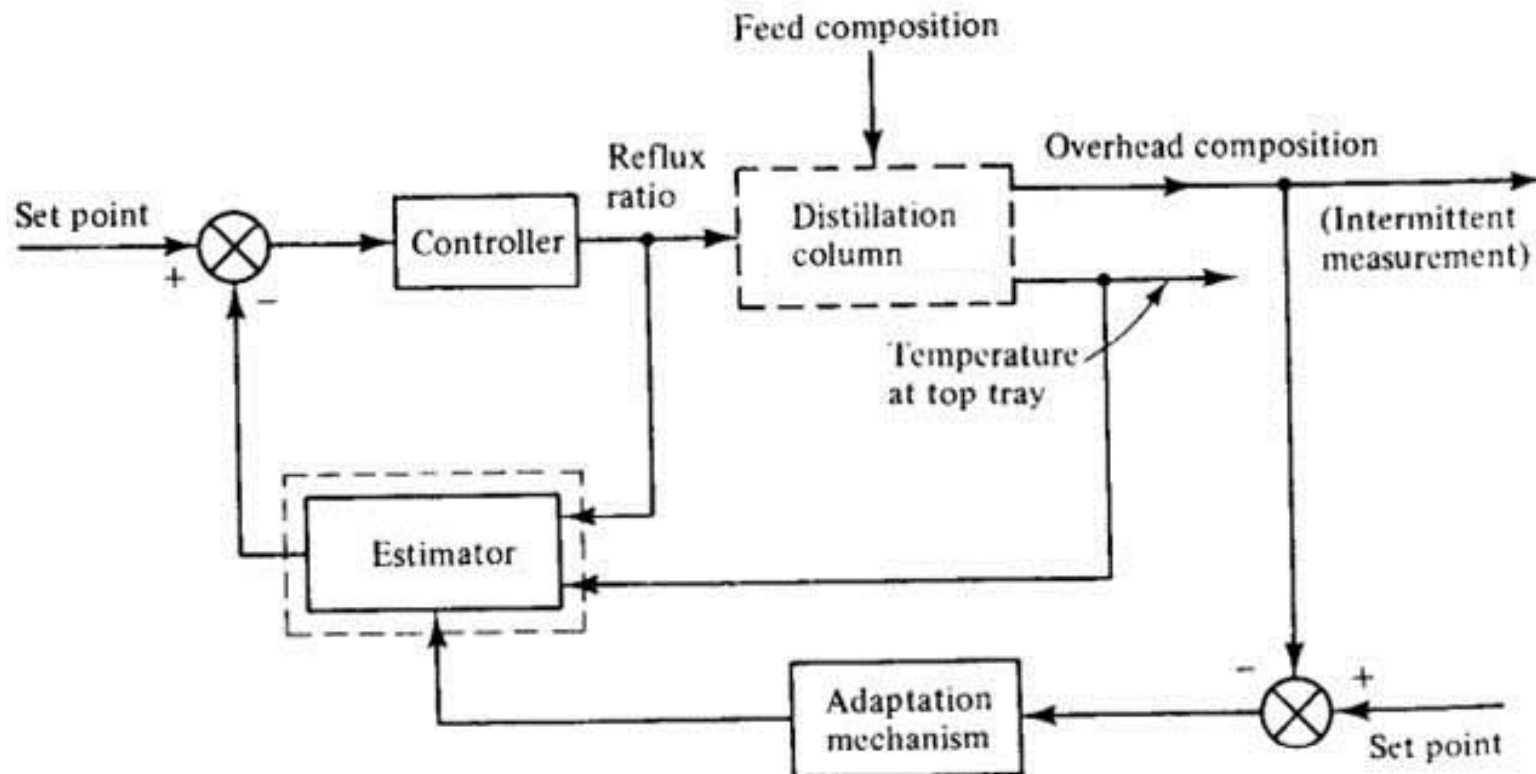 Feed composition
Reflux
ratio
Overhead composition
Set point
+
-
Controller
Distillation
column
(Intermittent
measurement)
Temperature
at top tray
Estimator
-
+
Adaptation
mechanism
Set point